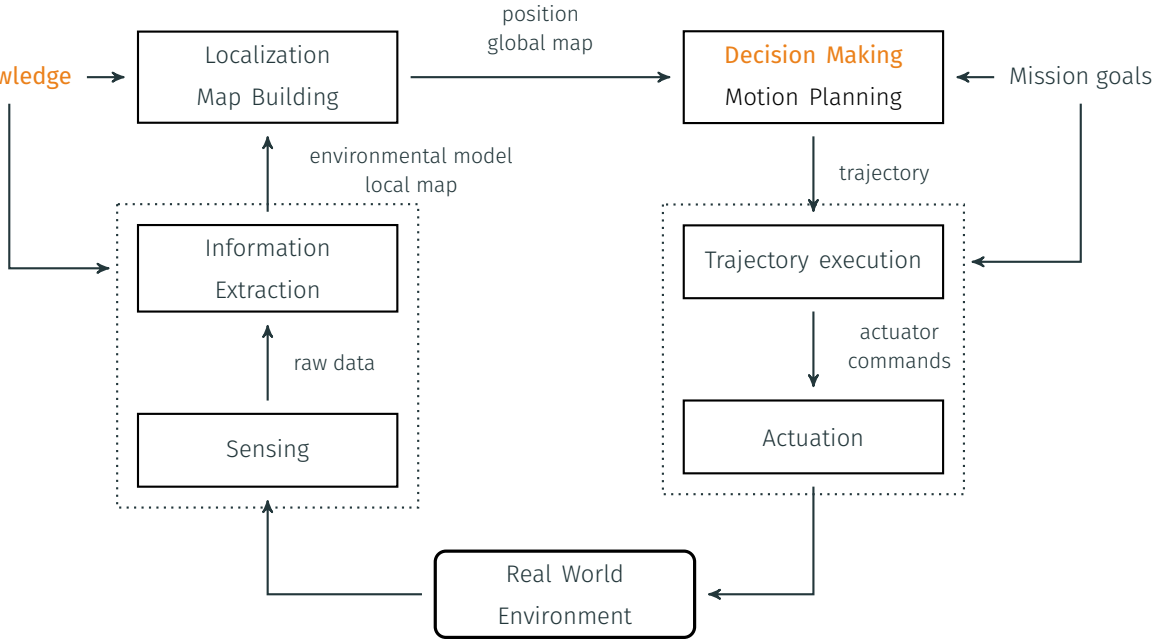 position
global map
Localization
Map Building
Decision Making
Motion Planning
wledge
Mission goals
environmental model
local map
trajectory
Information
Extraction
Trajectory execution
raw data
actuator
commands
Sensing
Actuation
Real World
Environment